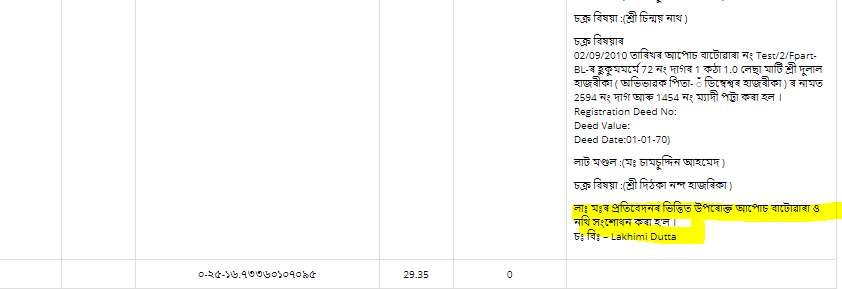 চক্ৰ বিষয়া :(শ্ৰী চিন্ময় নাথ )
চক্ৰ বিষয়াৰ
02/09/2010 তাৰিখৰ আপোচ বাটোৱাৰা নং Test/2/Fpart-
BL-ৰ হুকুমমৰ্মে 72 নং দাগৰ 1 কঠা 1.0 লেছা মাটি শ্ৰী দুলাল
হাজৰীকা ( অভিভাৱক পিতা- ঁ ডিম্বেশ্বৰ হাজৰীকা ) ৰ নামত
2594 নং দাগ আৰু 1454 নং ম্যাদী পট্টা কৰা হল ।
Registration Deed No:
Deed Value:
Deed Date:01-01-70)
লাট মণ্ডল :(মঃ চামচুদ্দিন আহমেদ )
চক্ৰ বিষয়া :(শ্ৰী দিঠকা নন্দ হাজৰিকা )
লাঃ মঃৰ প্ৰতিবেদনৰ ভিত্তিত উপৰোক্ত আপোচ বাটোৱাৰা ও
নথি সংশোধন কৰা হ'ল ।
চঃ বিঃ – Lakhimi Dutta
০-২৫-১৬.৭৩৩৬০১০৭০৯৫ 29.35 0